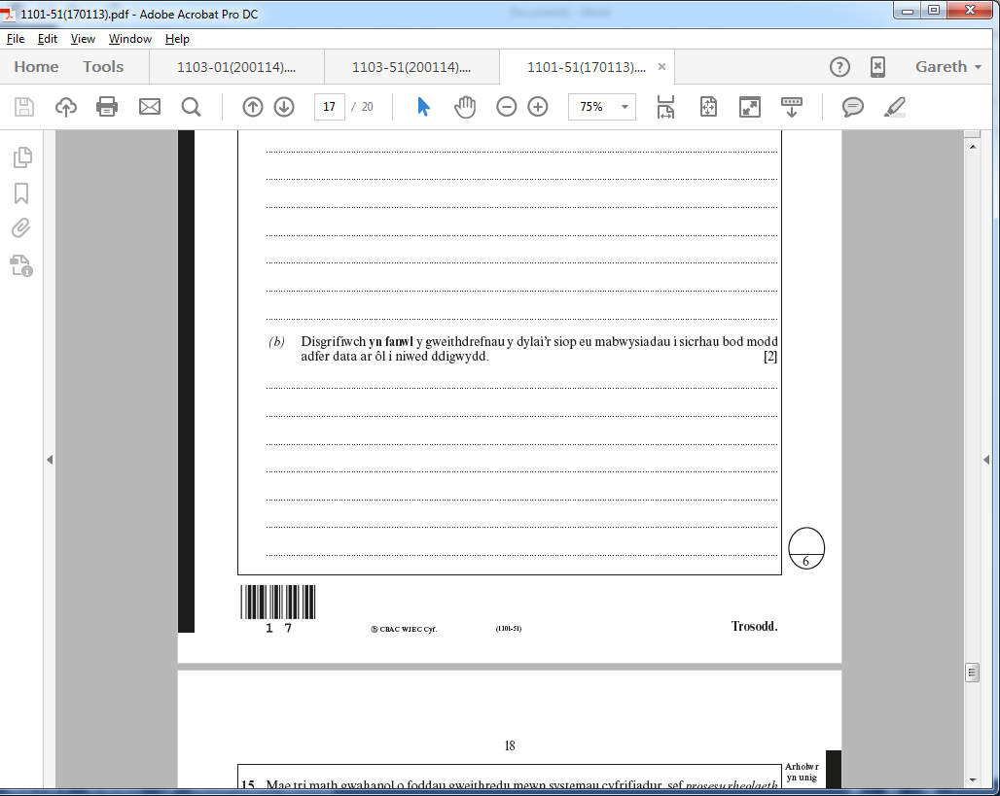 1101-51(170113).pdf - Adobe Acrobat Pro DC
File Edit View Window Help
Home Tools 1103-01(200114).... 1103-51(200114).... 1101-51(170113).... × Gareth
17 / 20 75%
(b) Disgrifiwch yn fanwl y gweithdrefnau y dylai'r siop eu mabwysiadau i sicrhau bod modd
adfer data ar ôl i niwed ddigwydd. [2]
6
1 7
© CBAC WJEC Cyf. (1101-51) Trosodd.
18
Arholwr
yn unig
15. Mae tri math gwahanol o foddau gweithredu mewn systemau cyfrifiadur, sef prosesu rheolaeth